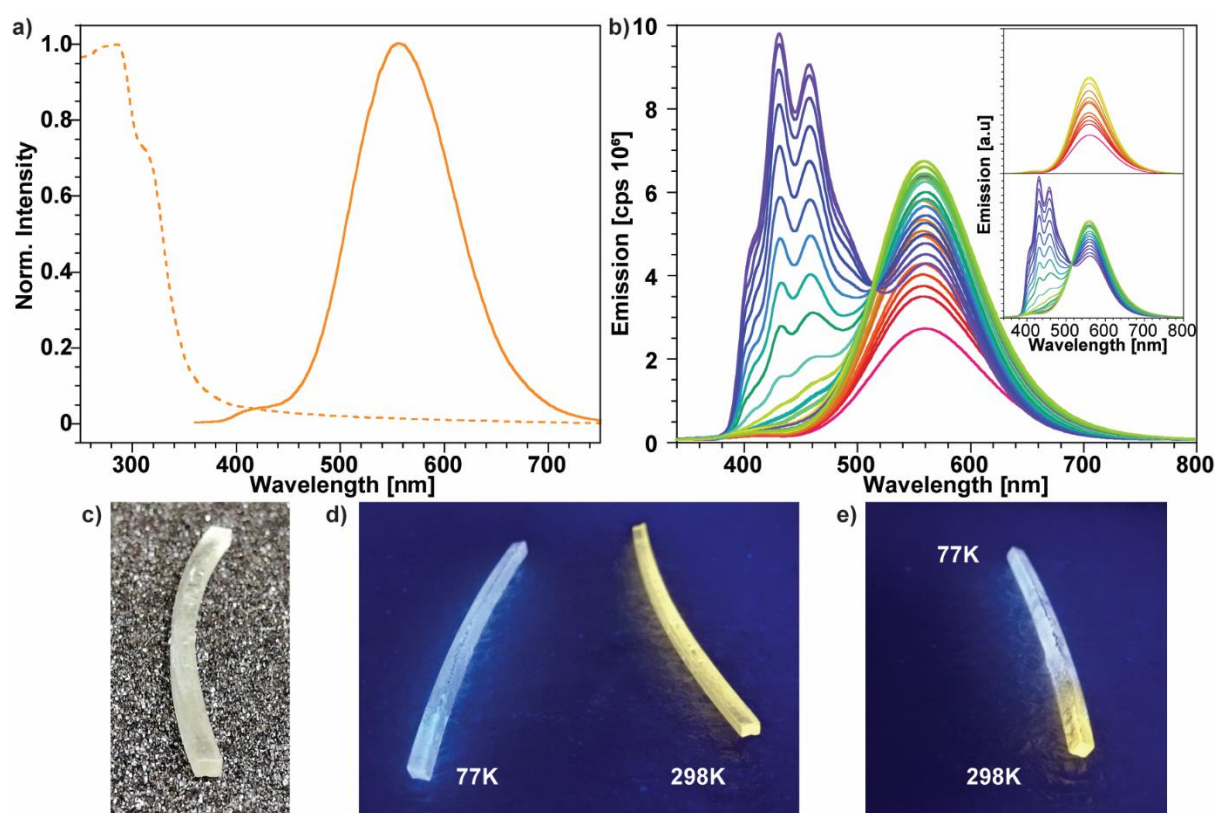 a)
1.0
0.8
0.6
0.4
0.2
0
Norm. Intensity
300 400 500 600 700
Wavelength [nm]
b)
10
8
6
4
2
0
Emission [cps 10⁶]
400 500 600 700 800
Wavelength [nm]
Emission [a.u]
400 500 600 700 800
Wavelength [nm]
c)
d)
77K
298K
e)
77K
298K